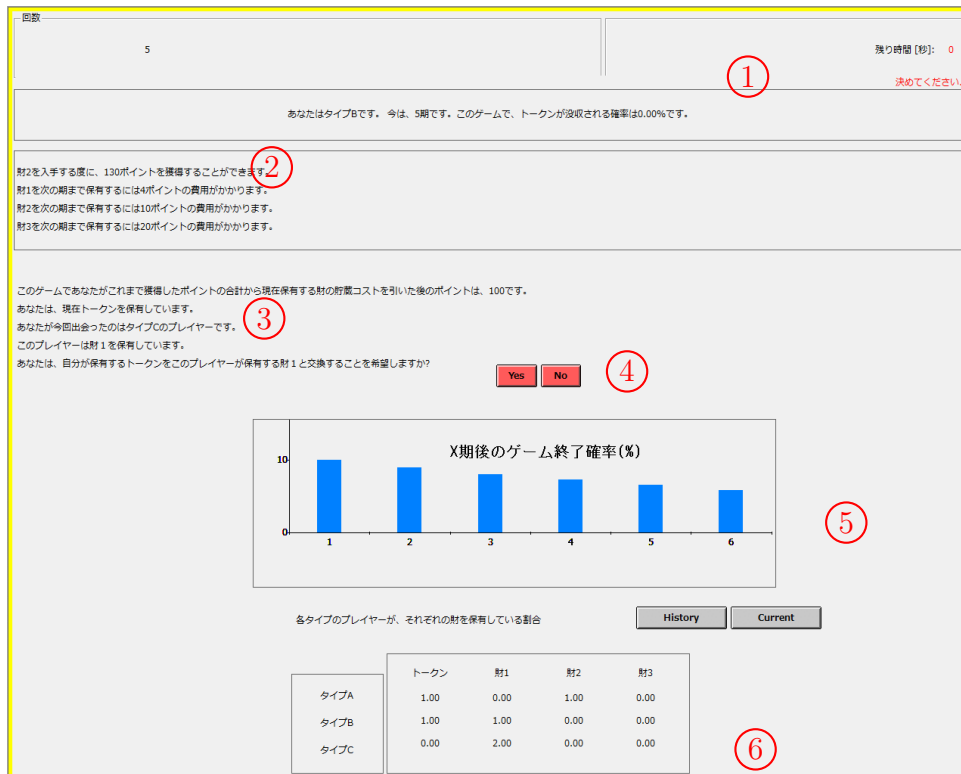 回数
5
残り時間 [秒]: 0
①
決めてください。
あなたはタイプBです。 今は、5期です。このゲームで、トークンが没収される確率は0.00%です。
②
財2を入手する度に、130ポイントを獲得することができます。
財1を次の期まで保有するには4ポイントの費用がかかります。
財2を次の期まで保有するには10ポイントの費用がかかります。
財3を次の期まで保有するには20ポイントの費用がかかります。
このゲームであなたがこれまで獲得したポイントの合計から現在保有する財の貯蔵コストを引いた後のポイントは、100です。
あなたは、現在トークンを保有しています。
③
あなたが今回出会ったのはタイプCのプレイヤーです。
このプレイヤーは財1を保有しています。
あなたは、自分が保有するトークンをこのプレイヤーが保有する財1と交換することを希望しますか?
Yes No ④
X期後のゲーム終了確率(%)
10
0
1 2 3 4 5 6
⑤
各タイプのプレイヤーが、それぞれの財を保有している割合 History Current
トークン 財1 財2 財3
タイプA 1.00 0.00 1.00 0.00
タイプB 1.00 1.00 0.00 0.00
タイプC 0.00 2.00 0.00 0.00
⑥